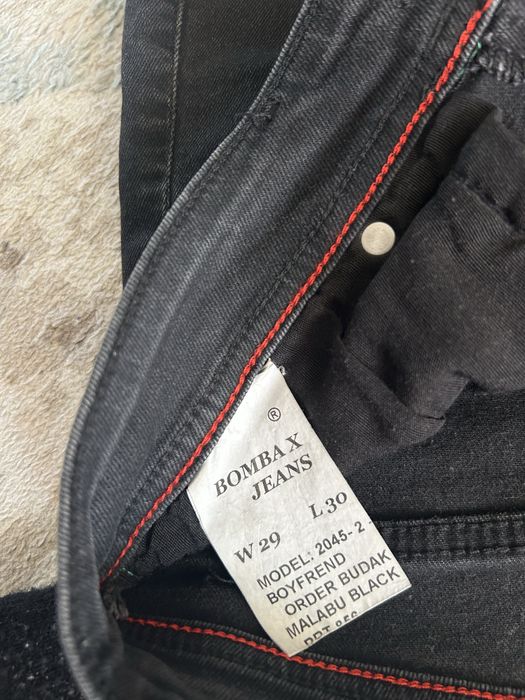 ®
BOMBA X
JEANS
W 29 L 30
MODEL: 2045- 2 -
BOYFREND
ORDER BUDAK
MALABU BLACK